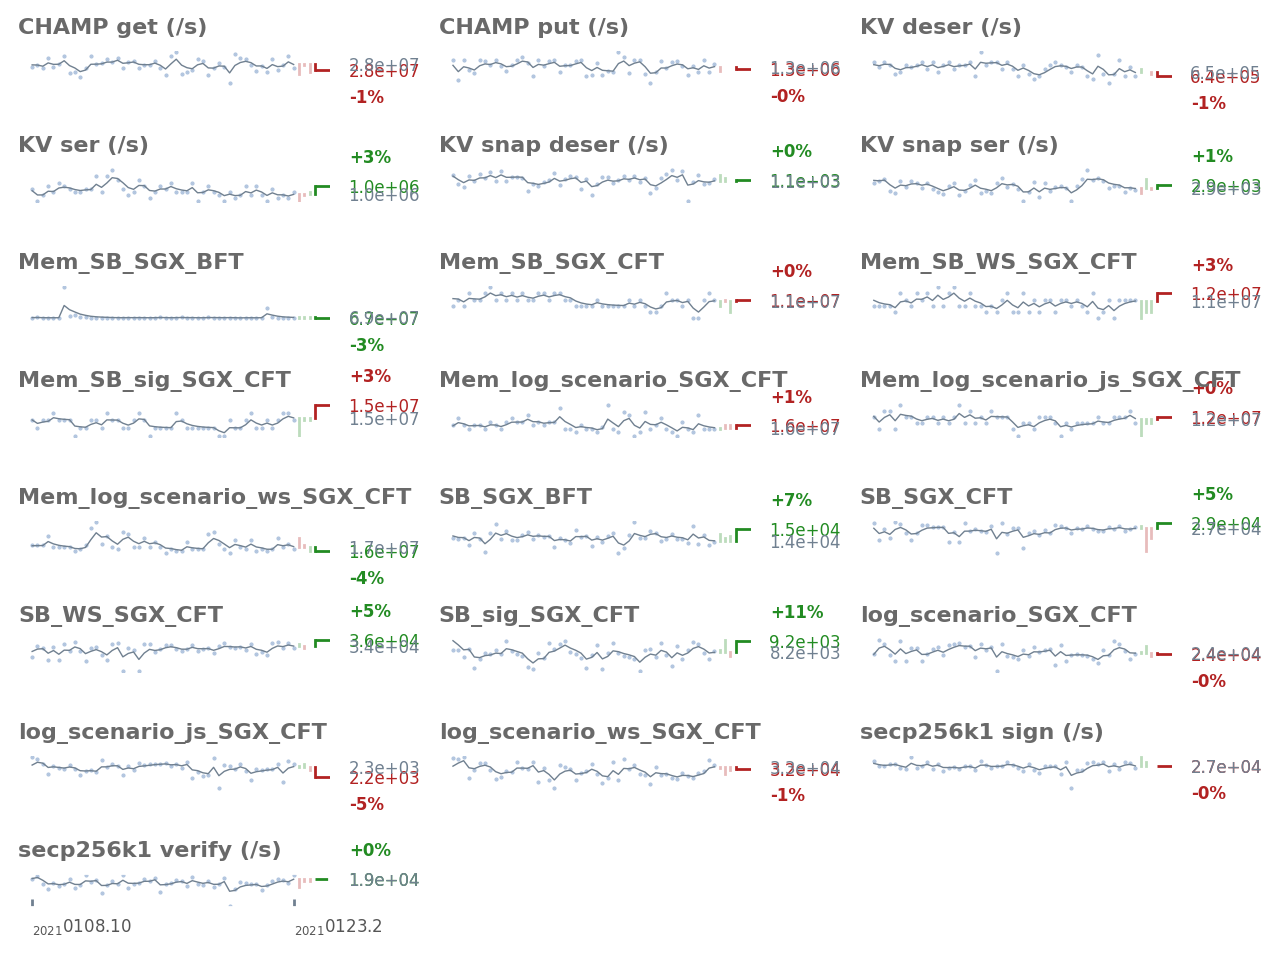 CHAMP get (/s)
2.8e+07
2.8e+07
-1%
CHAMP put (/s)
1.3e+06
1.3e+06
-0%
KV deser (/s)
6.5e+05
6.4e+05
-1%
KV ser (/s)
+3%
1.0e+06
1.0e+06
KV snap deser (/s)
+0%
1.1e+03
1.1e+03
KV snap ser (/s)
+1%
2.9e+03
2.9e+03
Mem_SB_SGX_BFT
6.9e+07
6.7e+07
-3%
Mem_SB_SGX_CFT
+0%
1.1e+07
1.1e+07
Mem_SB_WS_SGX_CFT
+3%
1.2e+07
1.1e+07
Mem_SB_sig_SGX_CFT
+3%
1.5e+07
1.5e+07
Mem_log_scenario_SGX_CFT
+1%
1.6e+07
1.6e+07
Mem_log_scenario_js_SGX_CFT
+0%
1.2e+07
1.2e+07
Mem_log_scenario_ws_SGX_CFT
1.7e+07
1.6e+07
-4%
SB_SGX_BFT
+7%
1.5e+04
1.4e+04
SB_SGX_CFT
+5%
2.9e+04
2.7e+04
SB_WS_SGX_CFT
+5%
3.6e+04
3.4e+04
SB_sig_SGX_CFT
+11%
9.2e+03
8.2e+03
log_scenario_SGX_CFT
2.4e+04
2.4e+04
-0%
log_scenario_js_SGX_CFT
2.3e+03
2.2e+03
-5%
log_scenario_ws_SGX_CFT
3.2e+04
3.2e+04
-1%
secp256k1 sign (/s)
2.7e+04
-0%
secp256k1 verify (/s)
+0%
1.9e+04
20210108.10
20210123.2